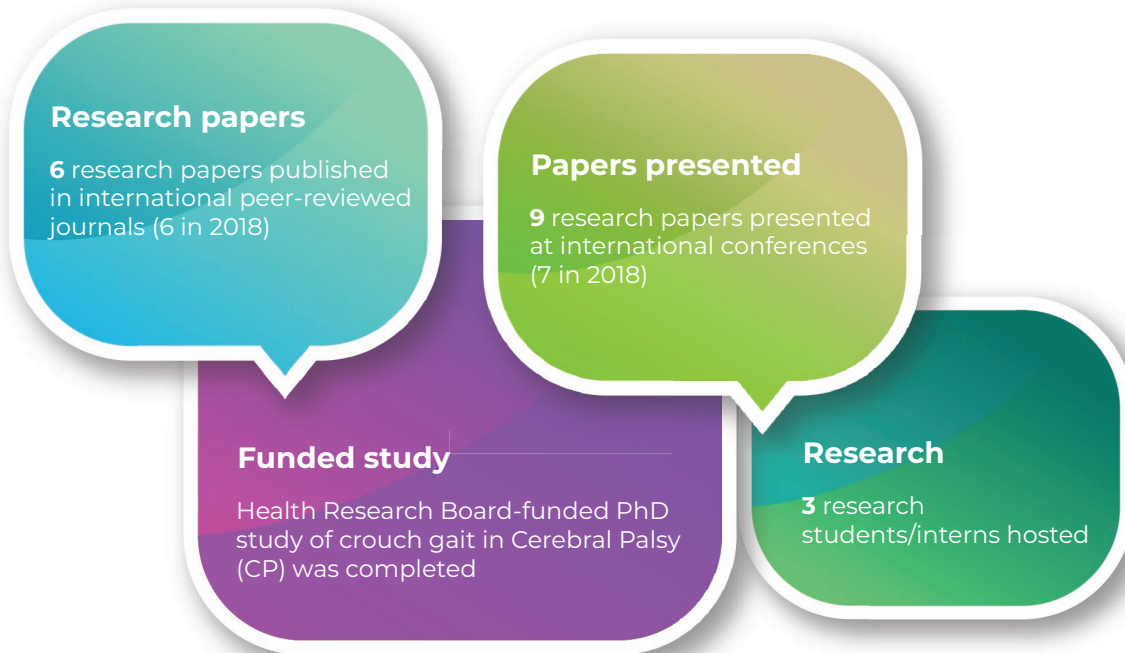 Research papers
6 research papers published
in international peer-reviewed
journals (6 in 2018)
Papers presented
9 research papers presented
at international conferences
(7 in 2018)
Funded study
Health Research Board-funded PhD
study of crouch gait in Cerebral Palsy
(CP) was completed
Research
3 research
students/interns hosted